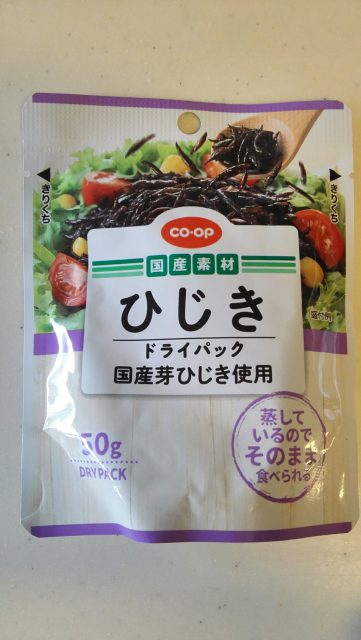 きりくち
きりくち
CO·OP
国産素材
ひじき
盛付例
ドライパック
国産芽ひじき使用
50g
DRY PACK
蒸して
いるので
そのまま
食べられる